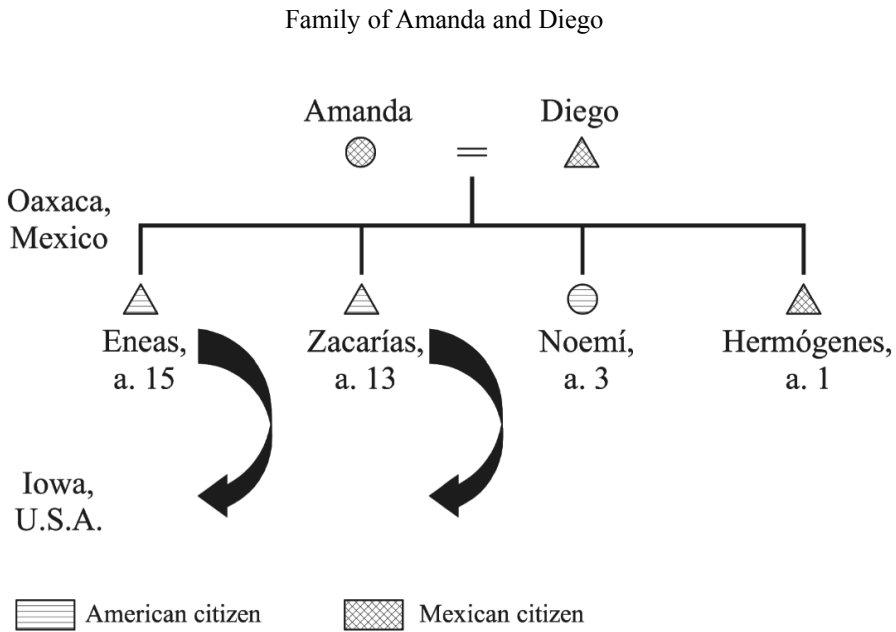 Family of Amanda and Diego
Amanda
Diego
Oaxaca,
Mexico
Eneas,
a. 15
Zacarías,
a. 13
Noemí,
a. 3
Hermógenes,
a. 1
Iowa,
U.S.A.
American citizen
Mexican citizen